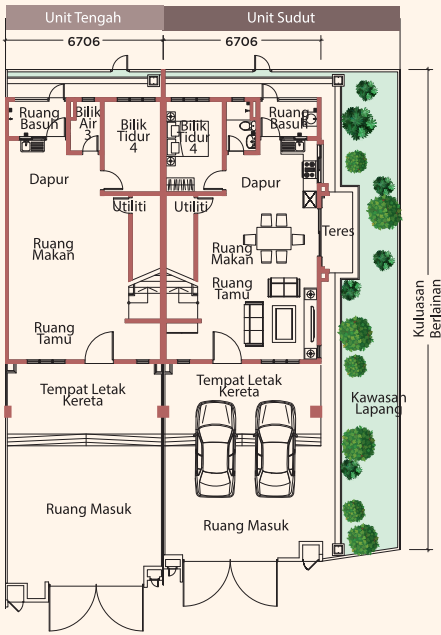 Unit Tengah
Unit Sudut
6706
6706
Ruang
Basuh
Bilik
Air
3
Bilik
Tidur
4
Bilik
Tidur
4
Ruang
Basuh
Dapur
Dapur
Utiliti
Utiliti
Teres
Ruang
Makan
Ruang
Makan
Ruang
Tamu
Ruang
Tamu
Kuluasan
Berlainan
Tempat Letak
Kereta
Tempat Letak
Kereta
Kawasan
Lapang
Ruang Masuk
Ruang Masuk